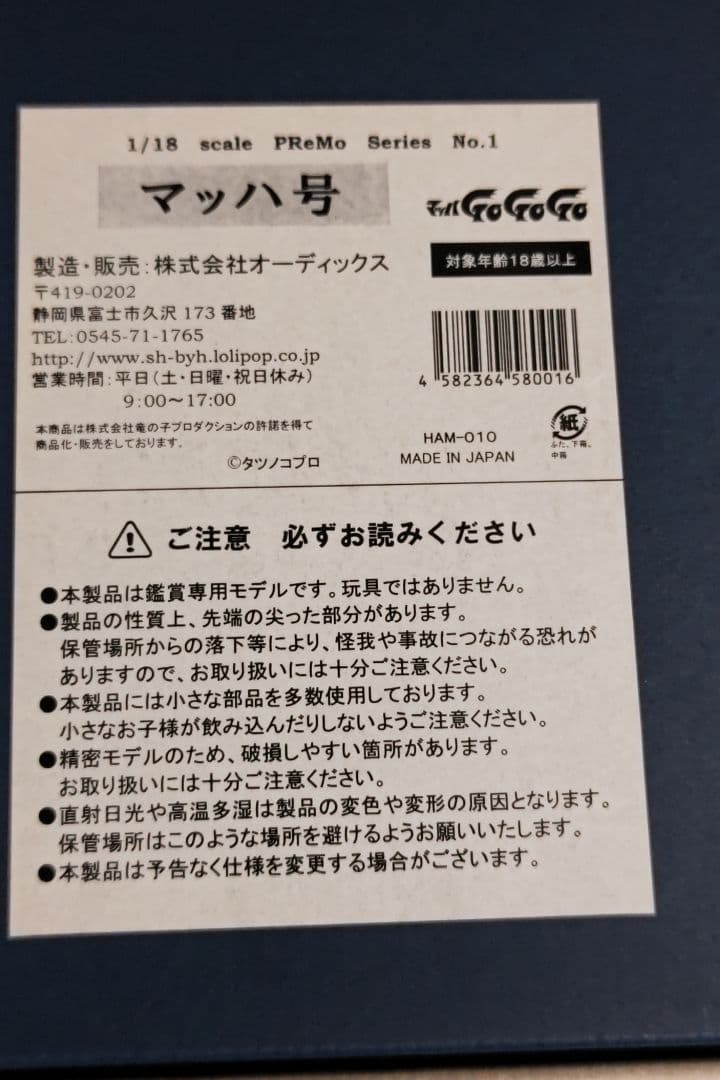 1/18 scale PReMo Series No.1
マッハ号
マッハGoGoGo
製造・販売：株式会社オーディックス
対象年齢18歳以上
〒419-0202
静岡県富士市久沢173番地
TEL:0545-71-1765
http://www.sh-byh.lolipop.co.jp
営業時間：平日（土・日曜・祝日休み）
9:00～17:00
4 582364 580016
本商品は株式会社竜の子プロダクションの許諾を得て
商品化・販売をしております。
©タツノコプロ
HAM-010
MADE IN JAPAN
紙
ふた、下箱、
中箱
ご注意 必ずお読みください
●本製品は鑑賞専用モデルです。玩具ではありません。
●製品の性質上、先端の尖った部分があります。
保管場所からの落下等により、怪我や事故につながる恐れが
ありますので、お取り扱いには十分ご注意ください。
●本製品には小さな部品を多数使用しております。
小さなお子様が飲み込んだりしないようご注意ください。
●精密モデルのため、破損しやすい箇所があります。
お取り扱いには十分ご注意ください。
●直射日光や高温多湿は製品の変色や変形の原因となります。
保管場所はこのような場所を避けるようお願いいたします。
●本製品は予告なく仕様を変更する場合がございます。